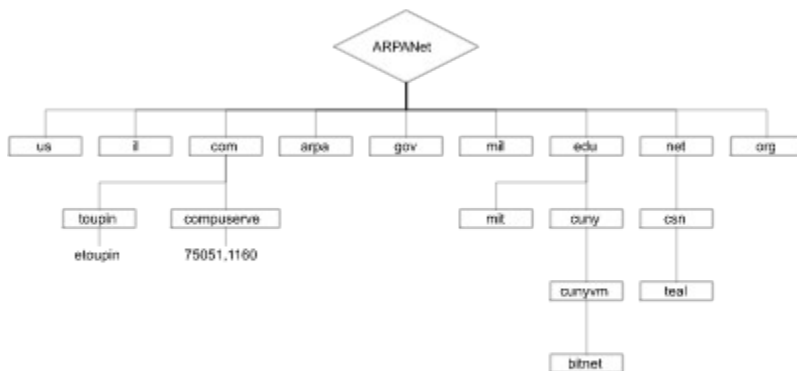 ARPANet
us il com arpa gov mil edu net org
toupin compuserve mit cuny csn
etoupin 75051,1160
cunyvm teal
bitnet